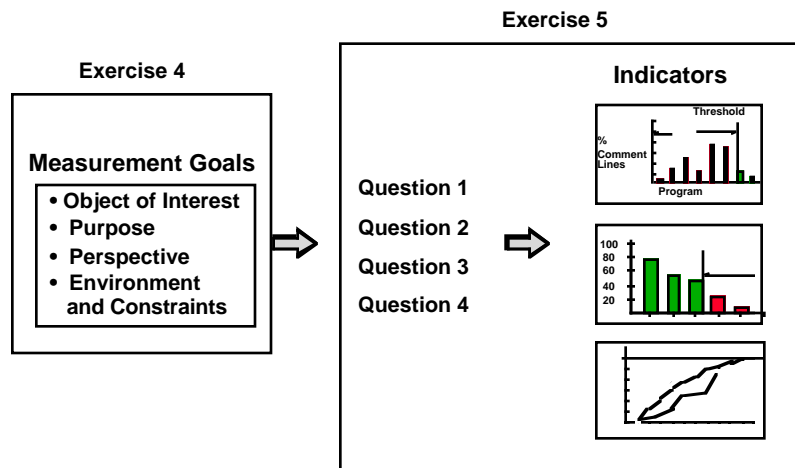 Exercise 4
Measurement Goals
• Object of Interest
• Purpose
• Perspective
• Environment
and Constraints
Exercise 5
Question 1
Question 2
Question 3
Question 4
Indicators
Threshold
%
Comment
Lines
Program
100
80
60
40
20